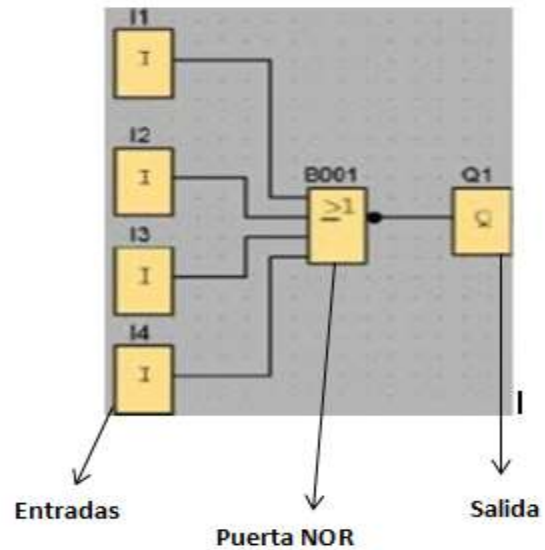 I1
I
I2
I
B001
Q1
≥1
Q
I3
I
I4
I
Entradas
Puerta NOR
Salida